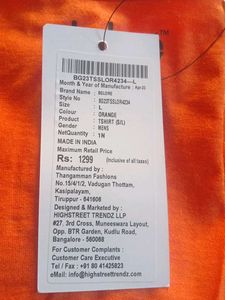 BG23TSSLOR4234---L
Month & Year of Manufacture : Apr-23
Brand Name : BGLORE
Style : BG23TSSLOR4234
Size : L
Colour : ORANGE
Product : TSHIRT (S/L)
Gender : MENS
NetQuantity : 1N
MADE IN INDIA
Maximum Retail Price
Rs: 1299 (Inclusive of all taxes)
Manufactured by :
Thangamman Fashions
No.15/4/1/2, Vadugan Thottam,
Kasipalayam,
Tiruppur - 641606
Designed & Marketed by :
HIGHSTREET TRENDZ LLP
#27, 3rd Cross, Muneeswara Layout,
Opp. BTR Garden, Kudlu Road,
Bangalore - 560068
For Customer Complaints :
Customer Care Executive
Tel / Fax : +91 80 41425823
eMail : info@highstreettrendz.com